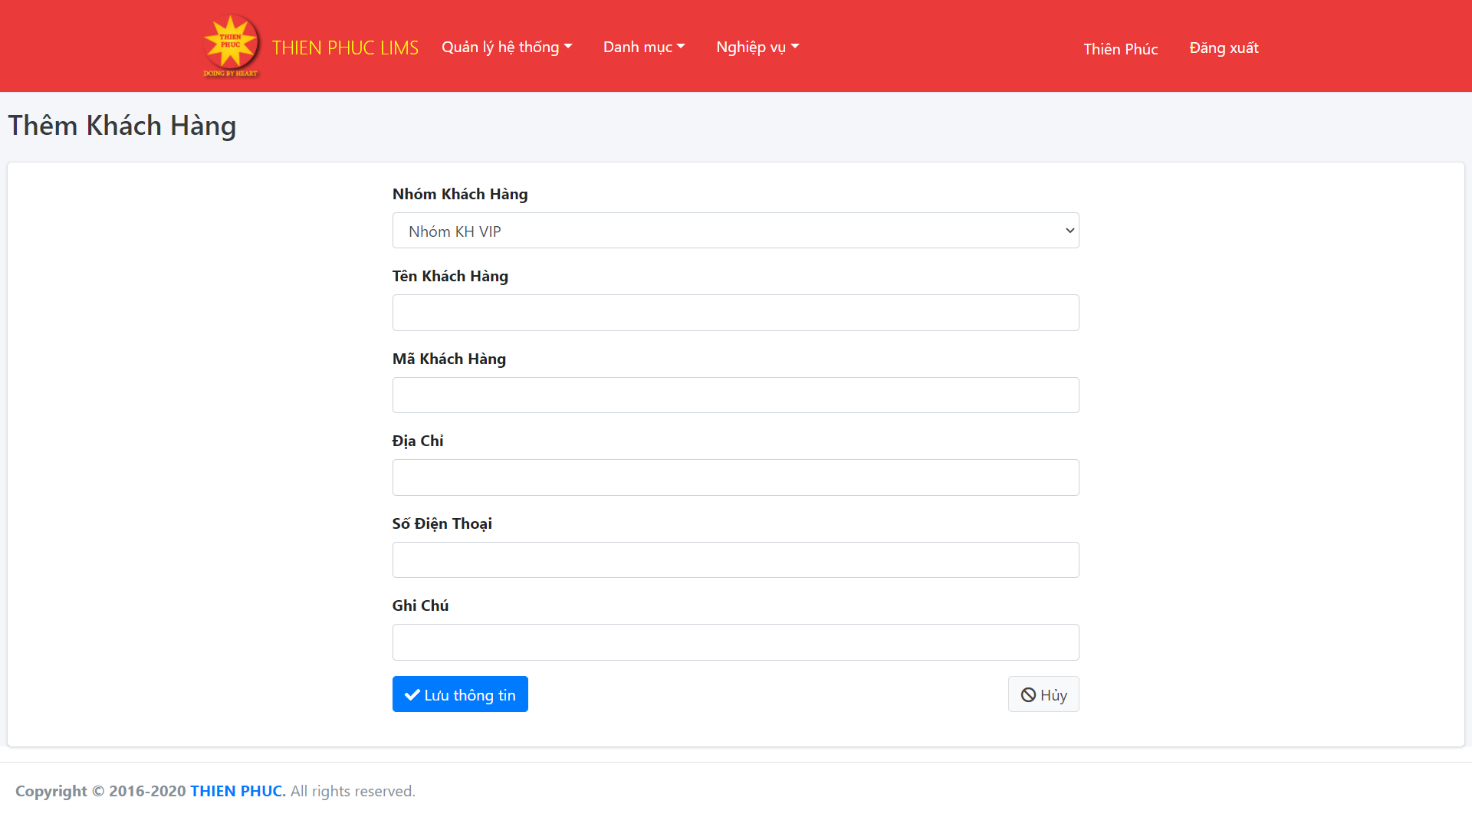 THIEN PHUC
DOING BY HEART
THIEN PHUC LIMS
Quản lý hệ thống
Danh mục
Nghiệp vụ
Thiên Phúc
Đăng xuất
Thêm Khách Hàng
Nhóm Khách Hàng
Nhóm KH VIP
Tên Khách Hàng
Mã Khách Hàng
Địa Chỉ
Số Điện Thoại
Ghi Chú
Lưu thông tin
Hủy
Copyright © 2016-2020 THIEN PHUC. All rights reserved.